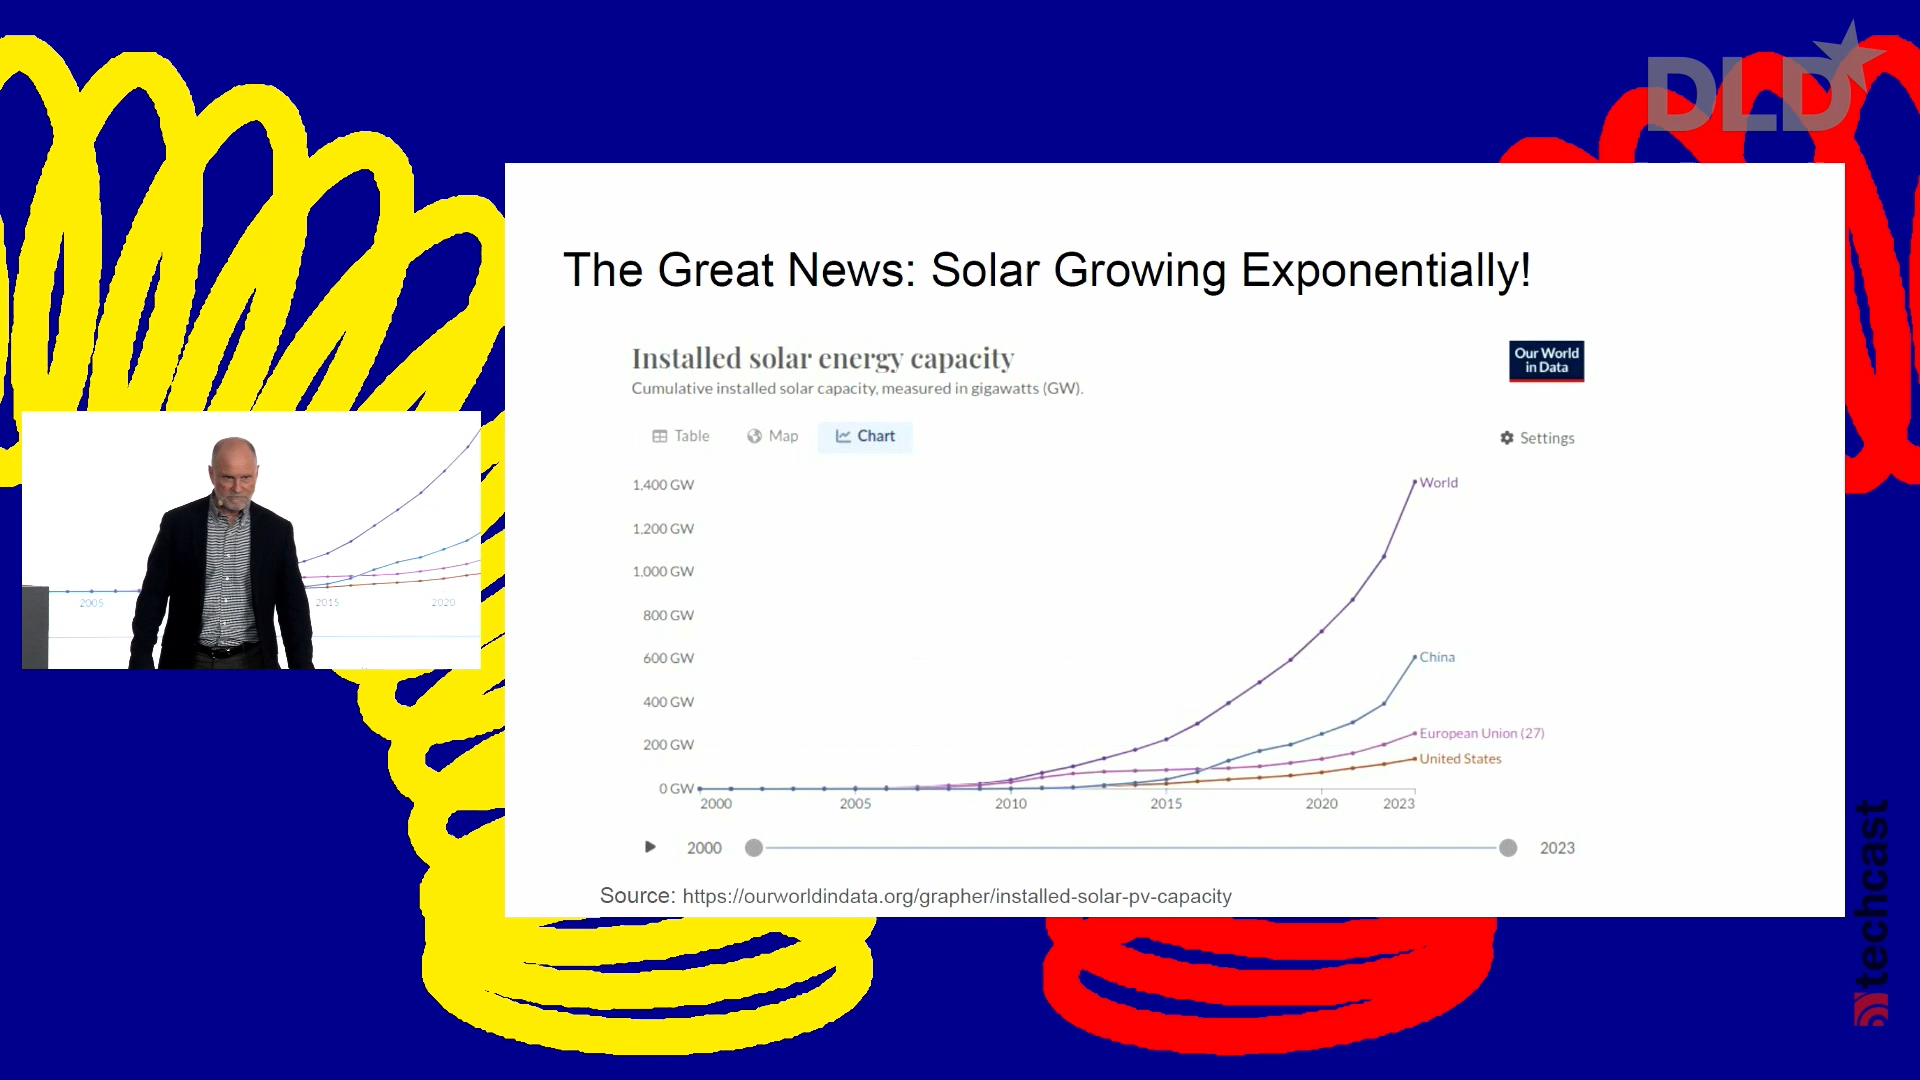 DLD
The Great News: Solar Growing Exponentially!
Installed solar energy capacity
Cumulative installed solar capacity, measured in gigawatts (GW).
Our World
in Data
Table
Map
Chart
Settings
1,400 GW
1,200 GW
1,000 GW
800 GW
600 GW
400 GW
200 GW
0 GW
World
China
European Union (27)
United States
2000
2005
2010
2015
2020
2023
2000
2023
Source: https://ourworldindata.org/grapher/installed-solar-pv-capacity
2005
2015
2020
techcast